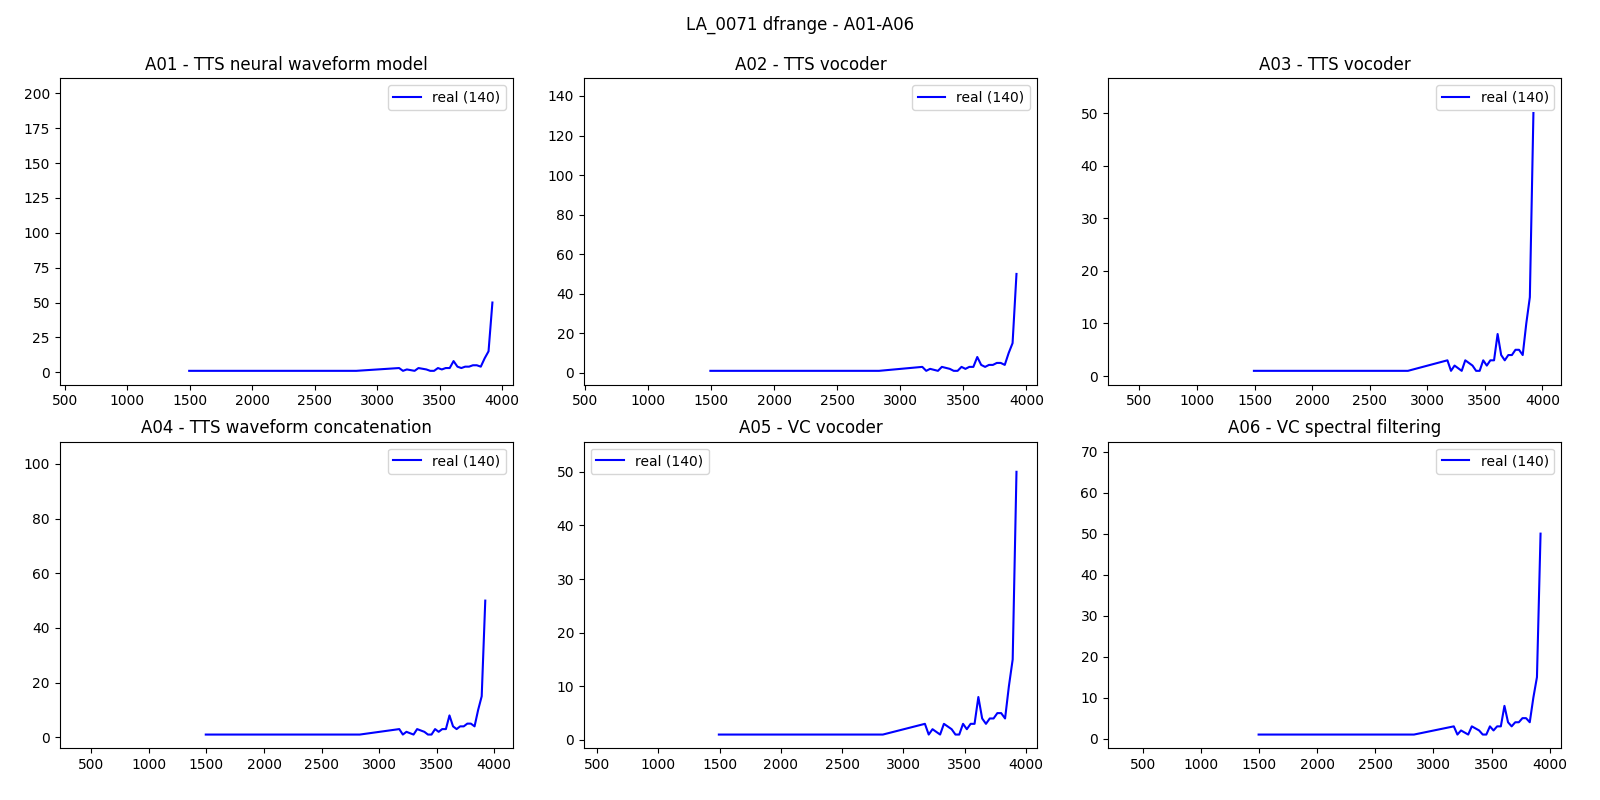 LA_0071 dfrange - A01-A06
A01 - TTS neural waveform model
200
175
150
125
100
75
50
25
0
real (140)
500 1000 1500 2000 2500 3000 3500 4000
A02 - TTS vocoder
140
120
100
80
60
40
20
0
real (140)
500 1000 1500 2000 2500 3000 3500 4000
A03 - TTS vocoder
50
40
30
20
10
0
real (140)
500 1000 1500 2000 2500 3000 3500 4000
A04 - TTS waveform concatenation
100
80
60
40
20
0
real (140)
500 1000 1500 2000 2500 3000 3500 4000
A05 - VC vocoder
50
40
30
20
10
0
real (140)
500 1000 1500 2000 2500 3000 3500 4000
A06 - VC spectral filtering
70
60
50
40
30
20
10
0
real (140)
500 1000 1500 2000 2500 3000 3500 4000